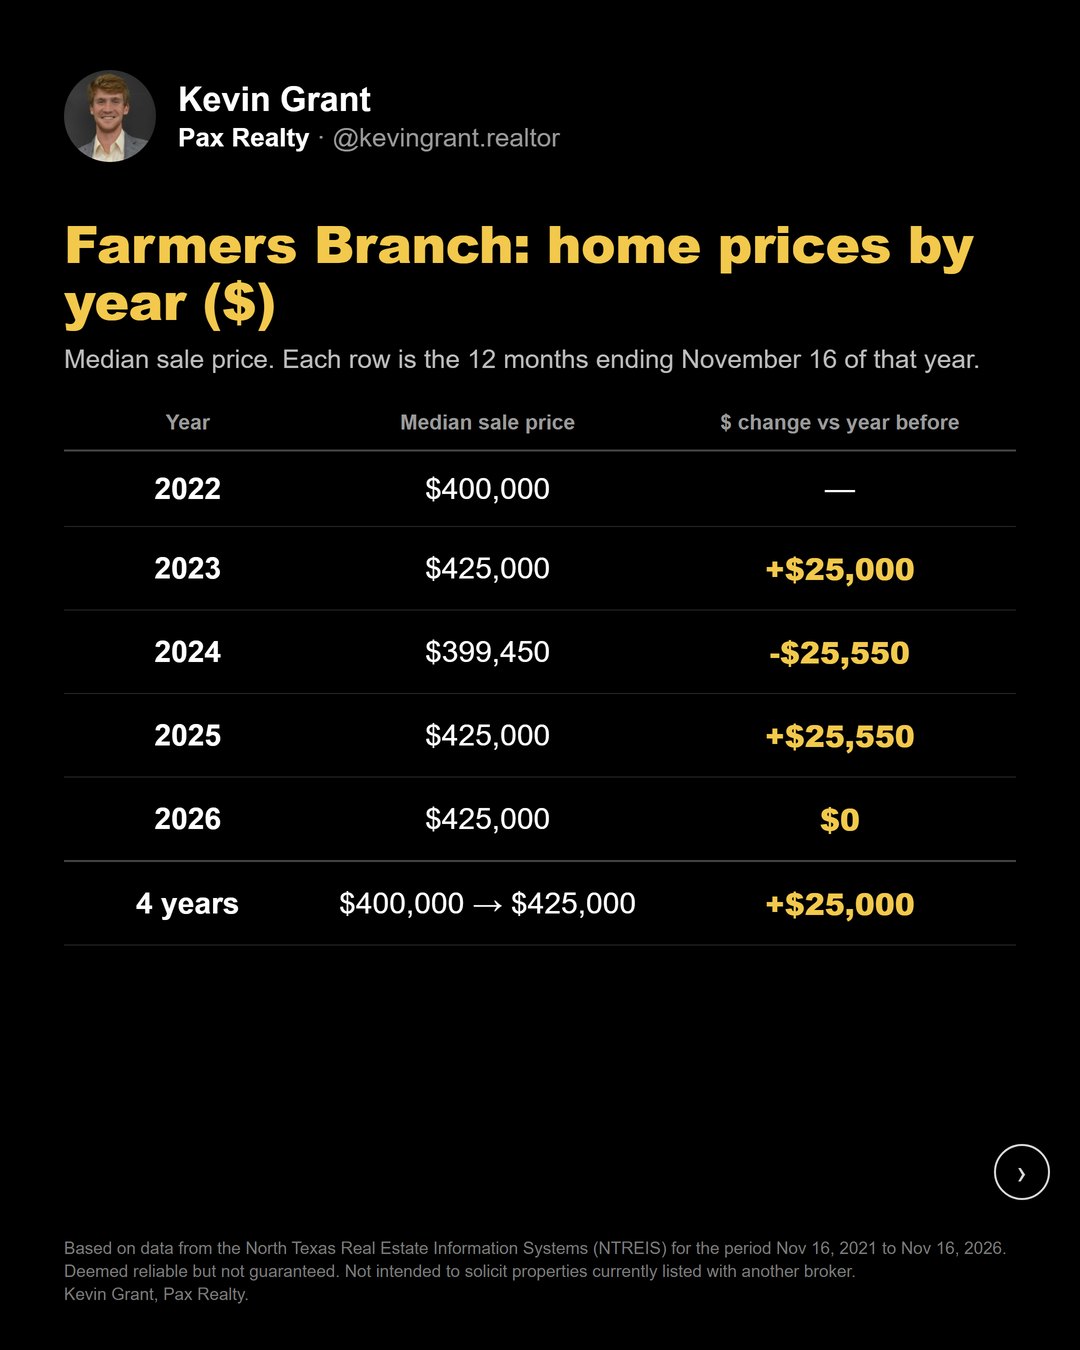 Kevin Grant
Pax Realty · @kevingrant.realtor
Farmers Branch: home prices by
year ($)
Median sale price. Each row is the 12 months ending November 16 of that year.
Year Median sale price $ change vs year before
2022 $400,000 —
2023 $425,000 +$25,000
2024 $399,450 -$25,550
2025 $425,000 +$25,550
2026 $425,000 $0
4 years $400,000 → $425,000 +$25,000
›
Based on data from the North Texas Real Estate Information Systems (NTREIS) for the period Nov 16, 2021 to Nov 16, 2026.
Deemed reliable but not guaranteed. Not intended to solicit properties currently listed with another broker.
Kevin Grant, Pax Realty.